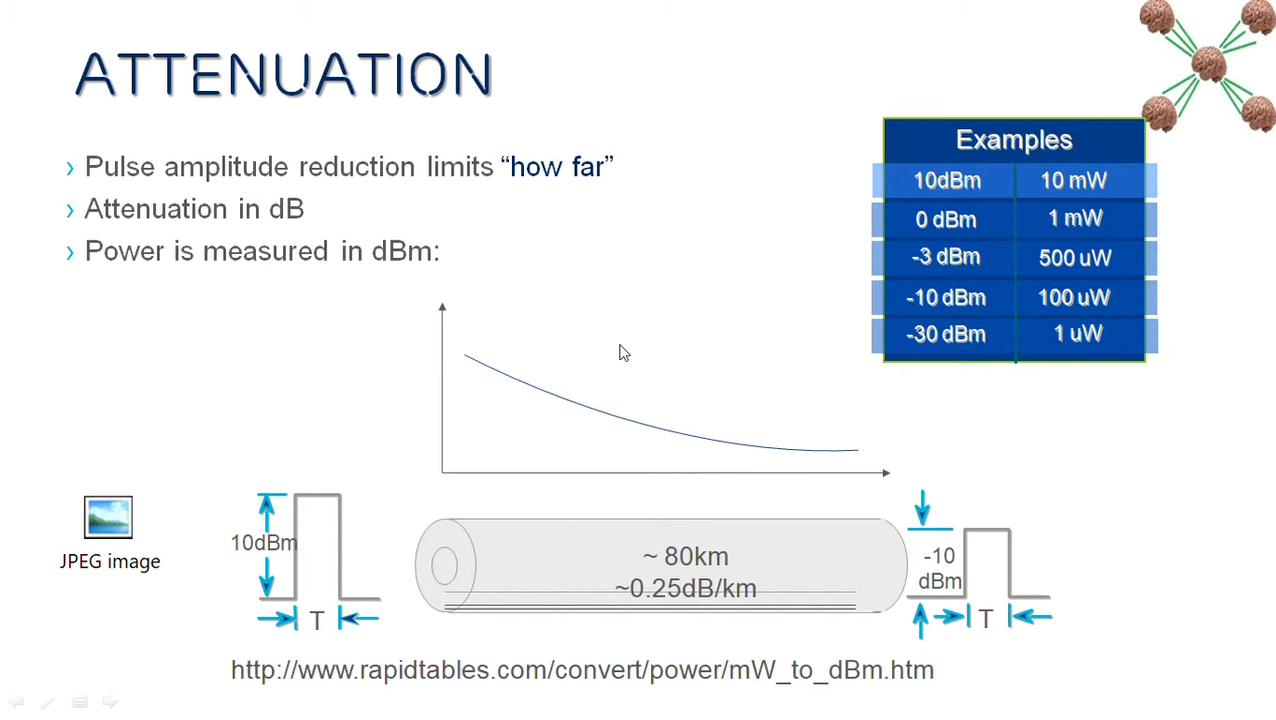 ATTENUATION
› Pulse amplitude reduction limits “how far”
› Attenuation in dB
› Power is measured in dBm:
Examples
10dBm 10 mW
0 dBm 1 mW
-3 dBm 500 uW
-10 dBm 100 uW
-30 dBm 1 uW
JPEG image
10dBm
T
~ 80km
~0.25dB/km
-10
dBm
T
http://www.rapidtables.com/convert/power/mW_to_dBm.htm